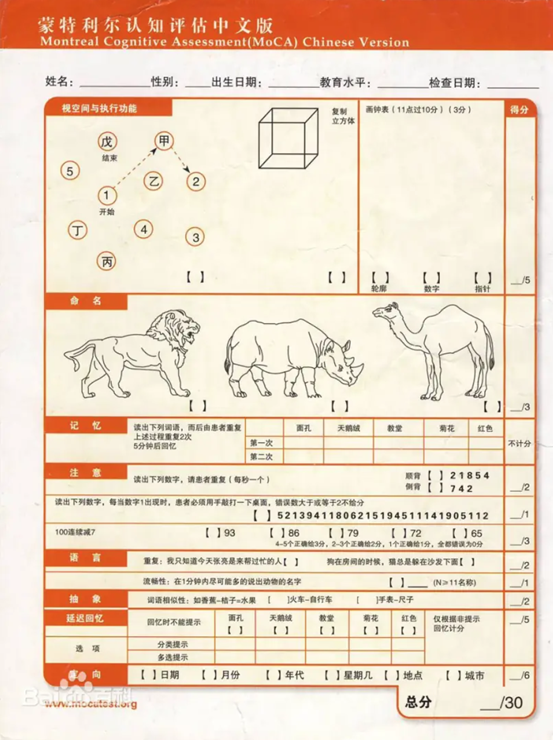 蒙特利尔认知评估中文版
Montreal Cognitive Assessment(MoCA) Chinese Version
姓名： 性别： 出生日期： 教育水平： 检查日期：
视空间与执行功能
复制
立方体
画钟表（11点过10分）（3分）
得分
戊
结束
甲
5
乙
2
1
开始
丁
4
3
丙
[ ]
[ ]
[ ] [ ] [ ]
轮廓 数字 指针
__/5
命名
[ ] [ ] [ ]
__/3
记忆
读出下列词语，而后由患者重复
上述过程重复2次
5分钟后回忆
面孔 天鹅绒 教堂 菊花 红色
第一次
第二次
不计分
注意
读出下列数字，请患者重复（每秒一个）
顺背 [ ] 21854
倒背 [ ] 742
__/2
读出下列数字，每当数字1出现时，患者必须用手敲打一下桌面，错误数大于或等于2不给分
[ ] 52139411806215194511141905112
__/1
100连续减7 [ ]93 [ ]86 [ ]79 [ ]72 [ ]65
4-5个正确给3分，2-3个正确给2分，1个正确给1分，全都错误为0分
__/3
语言
重复：我只知道今天张亮是来帮过忙的人[ ] 狗在房间的时候，猫总是躲在沙发下面[ ]
__/2
流畅性：在1分钟内尽可能多的说出动物的名字 [ ]____ (N≥11名称)
__/1
抽象
词语相似性：如香蕉-桔子=水果 [ ]火车-自行车 [ ]手表-尺子
__/2
延迟回忆
回忆时不能提示
面孔 天鹅绒 教堂 菊花 红色
[ ] [ ] [ ] [ ] [ ]
仅根据非提示
回忆计分
__/5
选项
分类提示
多选提示
定向
[ ]日期 [ ]月份 [ ]年代 [ ]星期几 [ ]地点 [ ]城市
__/6
Baidu百科
www.mocatest.org
总分 __/30